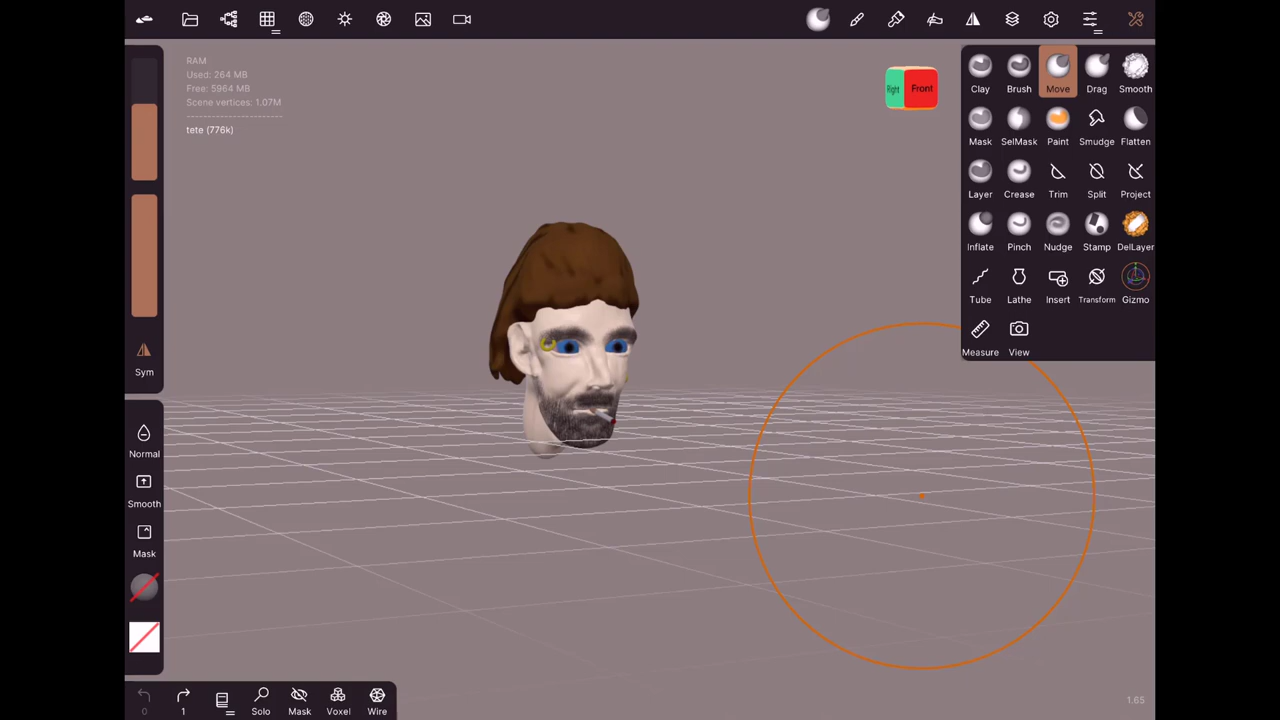 RAM
Used: 264 MB
Free: 5964 MB
Scene vertices: 1.07M
tete (776k)
Right
Front
Clay Brush Move Drag Smooth
Mask SelMask Paint Smudge Flatten
Layer Crease Trim Split Project
Inflate Pinch Nudge Stamp DelLayer
Tube Lathe Insert Transform Gizmo
Measure View
Sym
Normal
Smooth
Mask
0 1 Solo Mask Voxel Wire
1.65